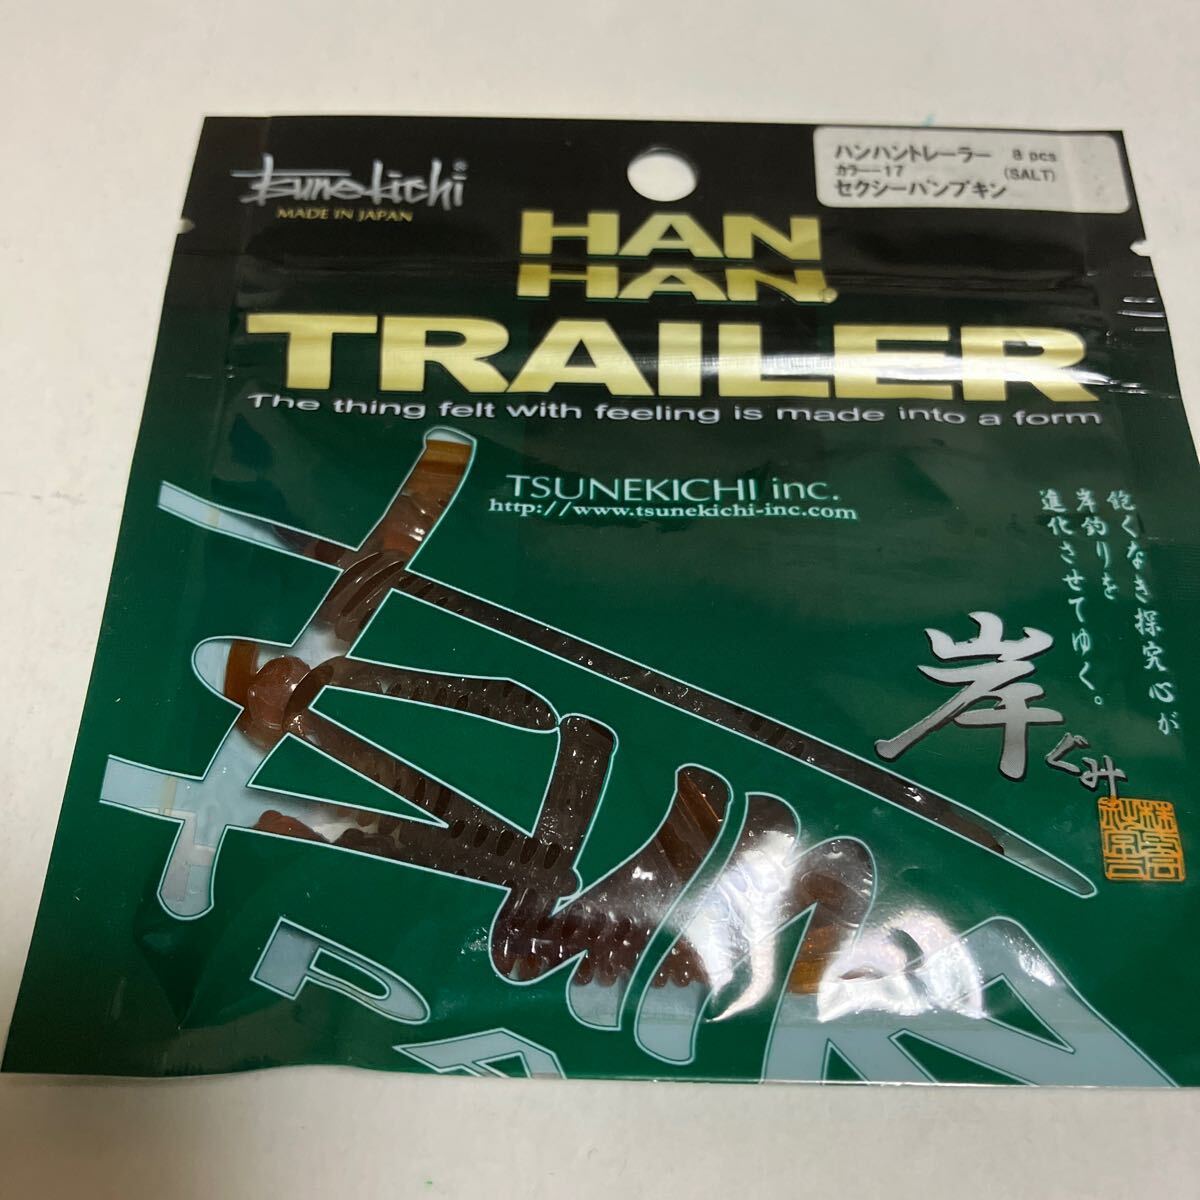 tsunekichi®
MADE IN JAPAN
ハンハントレーラー 8 pcs
カラー17 (SALT)
セクシーパンプキン
HAN
HAN®
TRAILER
The thing felt with feeling is made into a form
TSUNEKICHI inc.
http://www.tsunekichi-inc.com
飽くなき探究心が
岸釣りを
進化させてゆく。
岸ぐみ